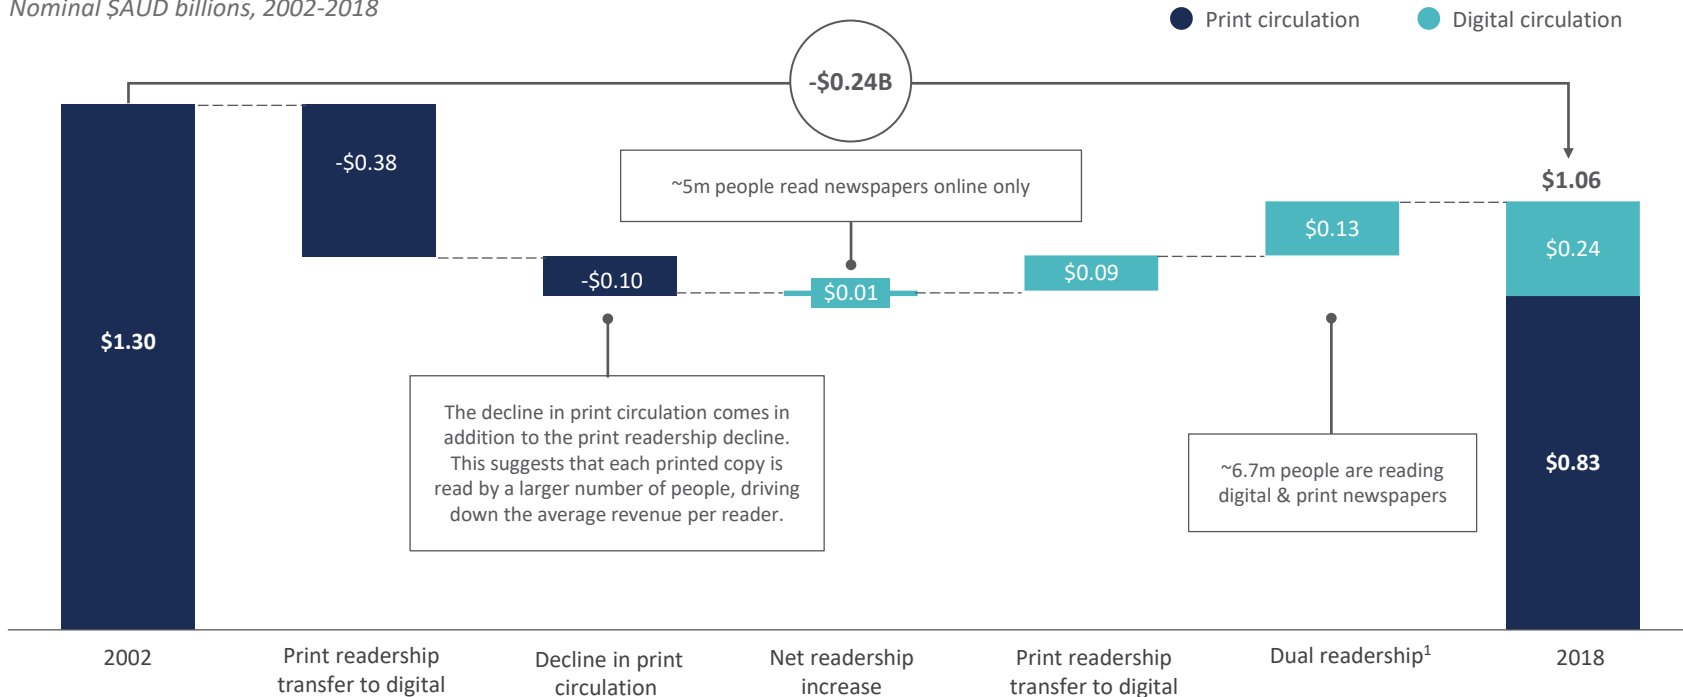 Nominal $AUD billions, 2002-2018
Print circulation
Digital circulation
-$0.24B
-$0.38
~5m people read newspapers online only
$1.06
$0.13
$0.24
$0.09
-$0.10
$0.01
$1.30
The decline in print circulation comes in
addition to the print readership decline.
This suggests that each printed copy is
read by a larger number of people, driving
down the average revenue per reader.
~6.7m people are reading
digital & print newspapers
$0.83
2002
Print readership
transfer to digital
Decline in print
circulation
Net readership
increase
Print readership
transfer to digital
Dual readership¹
2018